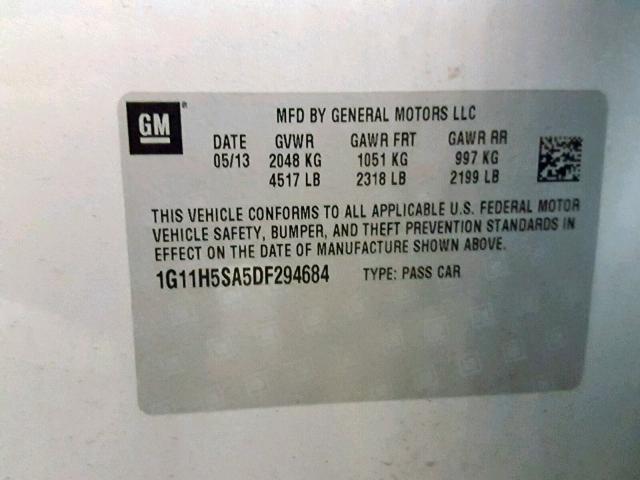 GM ®
MFD BY GENERAL MOTORS LLC
DATE GVWR GAWR FRT GAWR RR
05/13 2048 KG 1051 KG 997 KG
4517 LB 2318 LB 2199 LB
THIS VEHICLE CONFORMS TO ALL APPLICABLE U.S. FEDERAL MOTOR
VEHICLE SAFETY, BUMPER, AND THEFT PREVENTION STANDARDS IN
EFFECT ON THE DATE OF MANUFACTURE SHOWN ABOVE.
1G11H5SA5DF294684 TYPE: PASS CAR